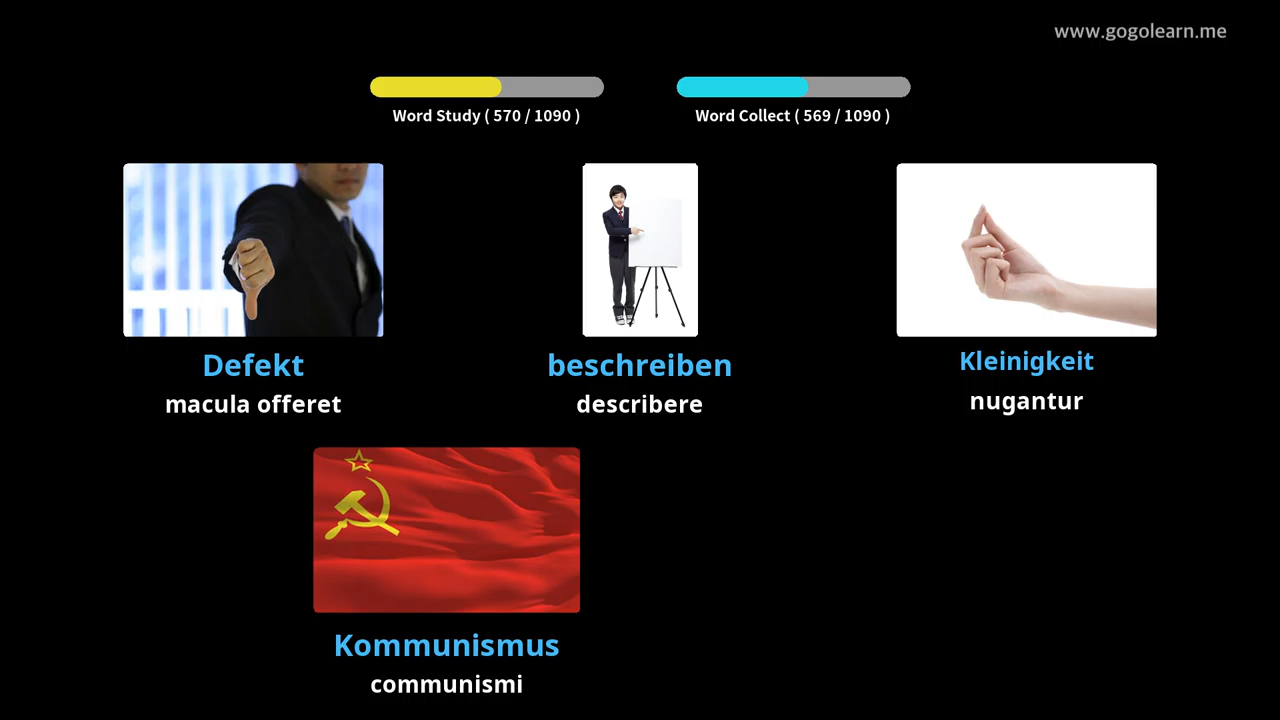 www.gogolearn.me
Word Study ( 570 / 1090 )
Word Collect ( 569 / 1090 )
Defekt
macula offeret
beschreiben
describere
Kleinigkeit
nugantur
Kommunismus
communismi